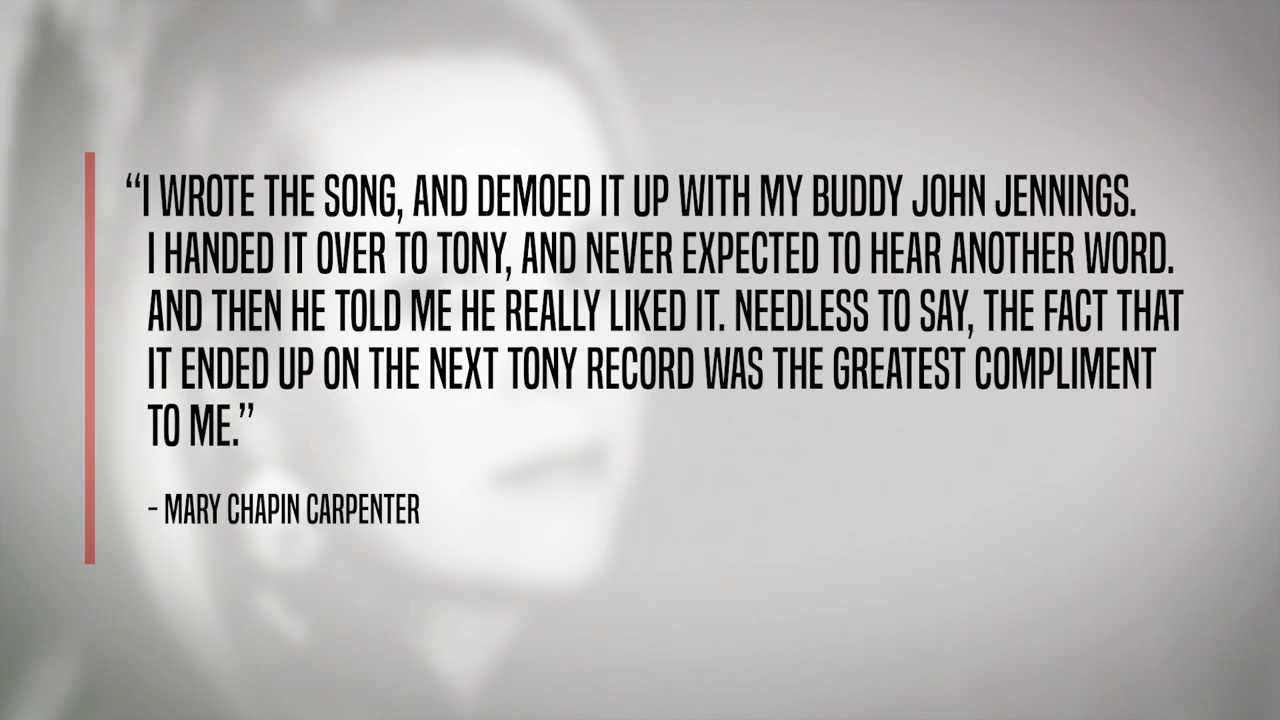 “I WROTE THE SONG, AND DEMOED IT UP WITH MY BUDDY JOHN JENNINGS.
I HANDED IT OVER TO TONY, AND NEVER EXPECTED TO HEAR ANOTHER WORD.
AND THEN HE TOLD ME HE REALLY LIKED IT. NEEDLESS TO SAY, THE FACT THAT
IT ENDED UP ON THE NEXT TONY RECORD WAS THE GREATEST COMPLIMENT
TO ME.”
- MARY CHAPIN CARPENTER